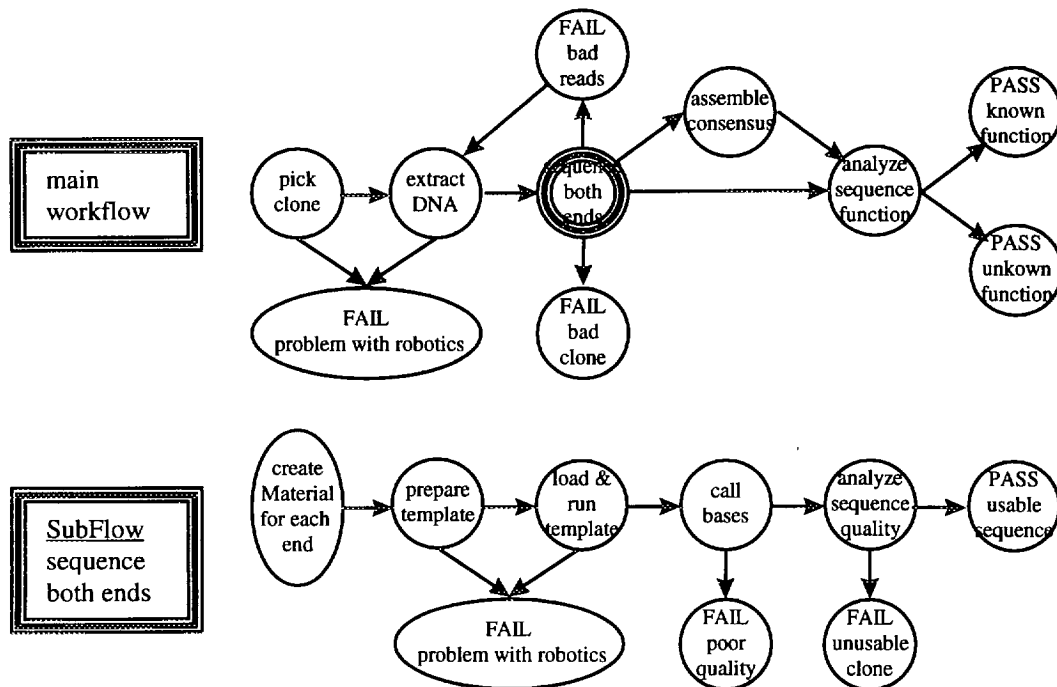 main
workflow
pick
clone
extract
DNA
FAIL
problem with robotics
FAIL
bad
reads
sequence
both
ends
FAIL
bad
clone
assemble
consensus
analyze
sequence
function
PASS
known
function
PASS
unkown
function
SubFlow
sequence
both ends
create
Material
for each
end
prepare
template
load &
run
template
FAIL
problem with robotics
call
bases
FAIL
poor
quality
analyze
sequence
quality
FAIL
unusable
clone
PASS
usable
sequence